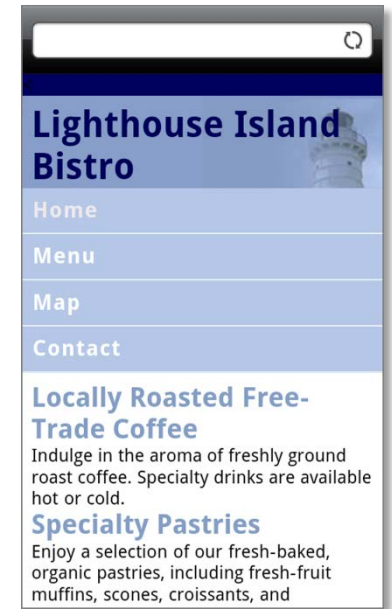 Lighthouse Island
Bistro
Home
Menu
Map
Contact
Locally Roasted Free-
Trade Coffee
Indulge in the aroma of freshly ground
roast coffee. Specialty drinks are available
hot or cold.
Specialty Pastries
Enjoy a selection of our fresh-baked,
organic pastries, including fresh-fruit
muffins, scones, croissants, and